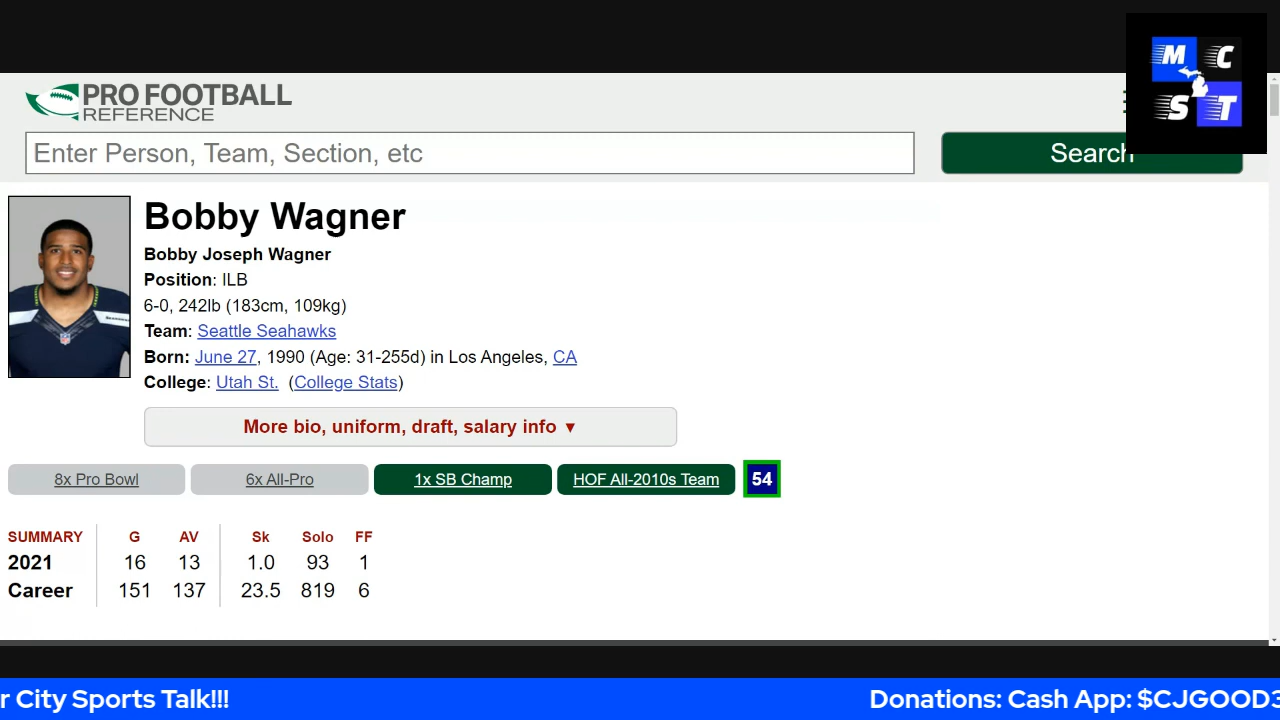 M C
S T
PRO FOOTBALL
REFERENCE
Enter Person, Team, Section, etc
Search
Bobby Wagner
Bobby Joseph Wagner
Position: ILB
6-0, 242lb (183cm, 109kg)
Team: Seattle Seahawks
Born: June 27, 1990 (Age: 31-255d) in Los Angeles, CA
College: Utah St. (College Stats)
More bio, uniform, draft, salary info ▼
8x Pro Bowl 6x All-Pro 1x SB Champ HOF All-2010s Team 54
SUMMARY G AV Sk Solo FF
2021 16 13 1.0 93 1
Career 151 137 23.5 819 6
r City Sports Talk!!! Donations: Cash App: $CJGOOD3